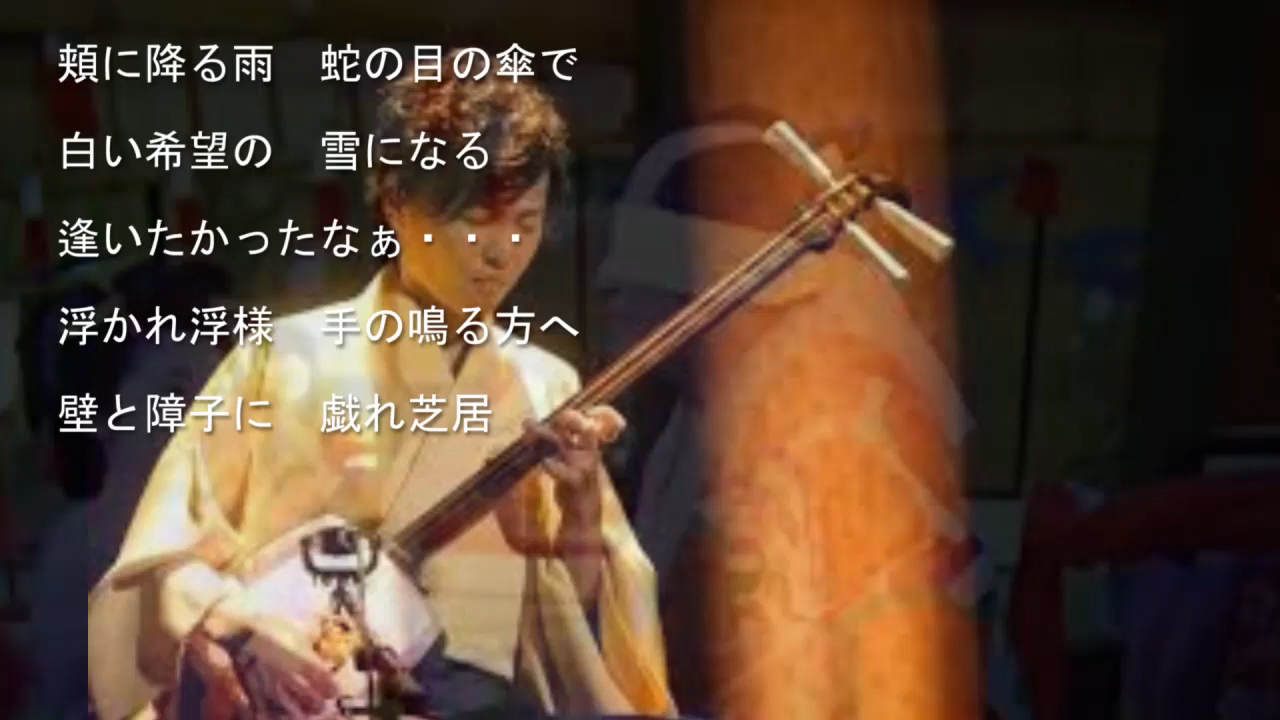 頬に降る雨　蛇の目の傘で
白い希望の　雪になる
逢いたかったなぁ・・・
浮かれ浮様　手の鳴る方へ
壁と障子に　戯れ芝居